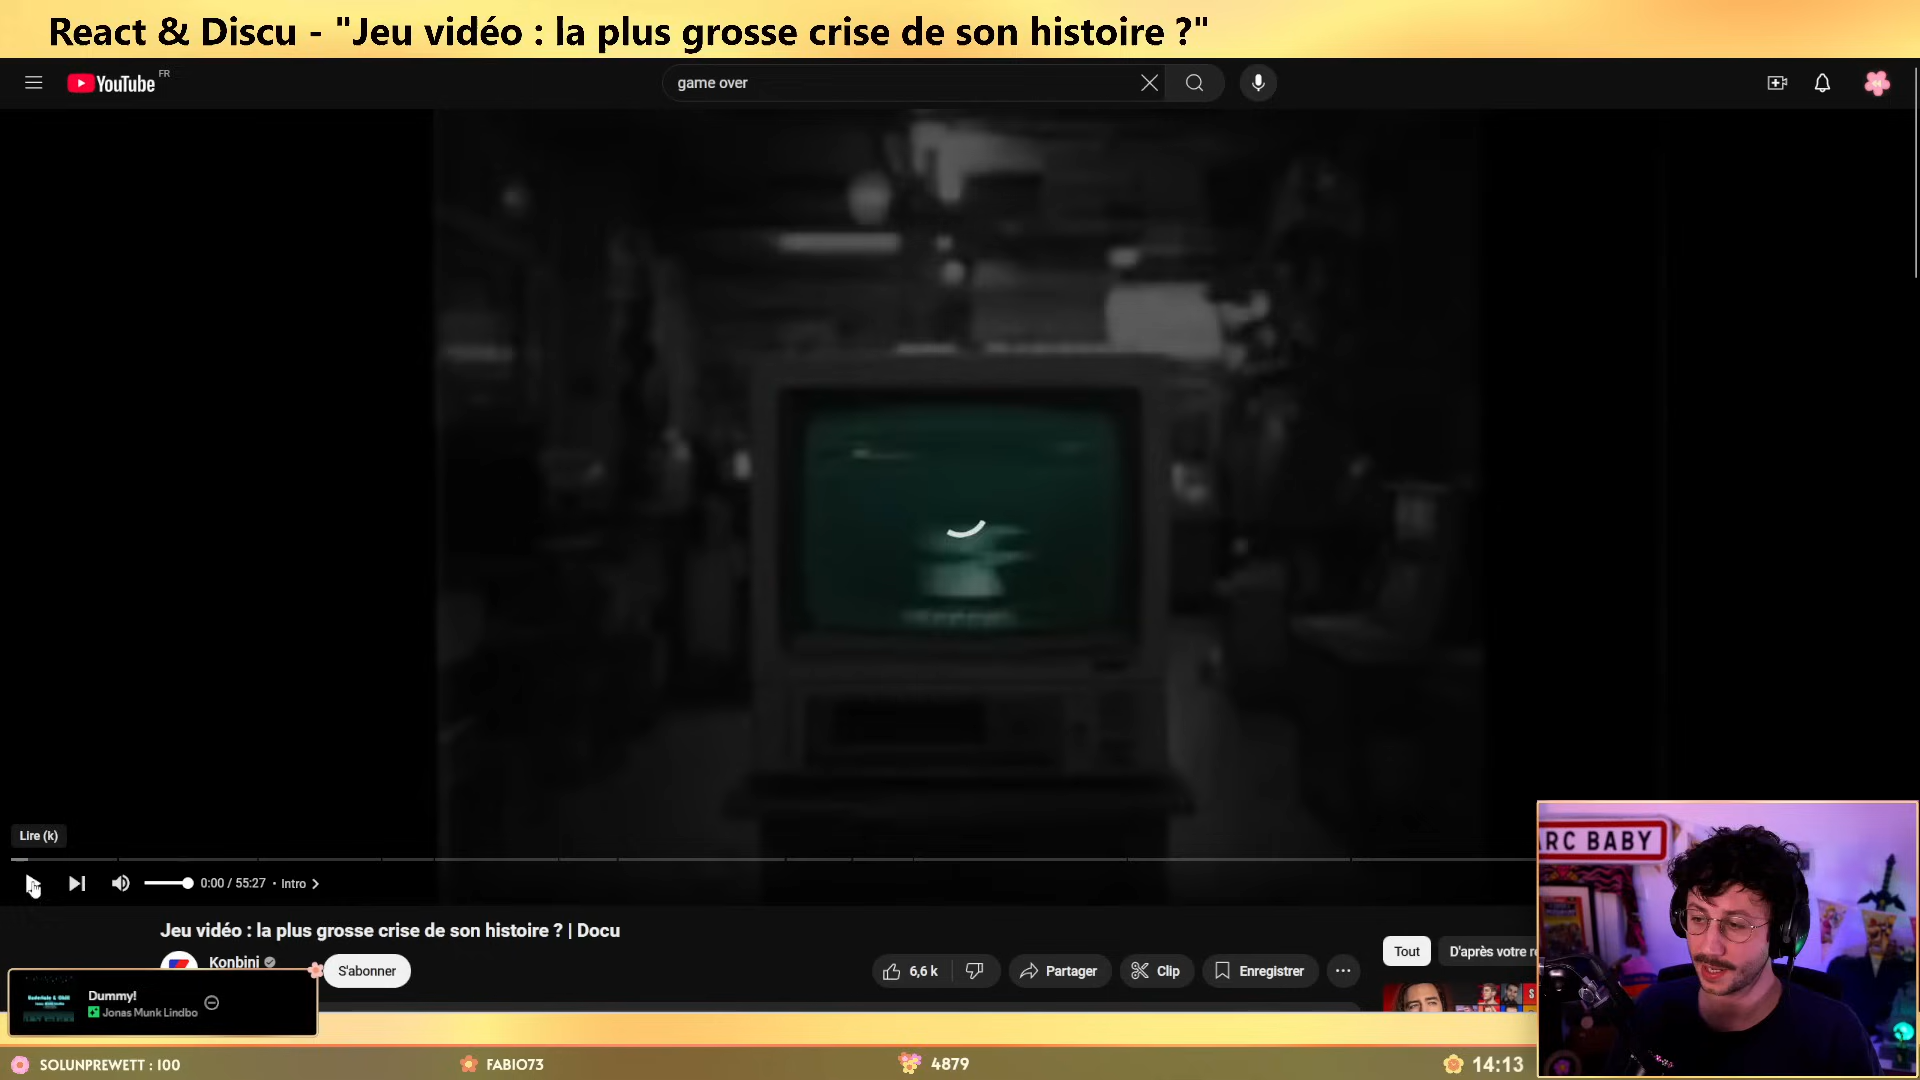 React & Discu - "Jeu vidéo : la plus grosse crise de son histoire ?"
YouTube FR
game over
Lire (k)
0:00 / 55:27 • Intro
Jeu vidéo : la plus grosse crise de son histoire ? | Docu
Konbini
S'abonner
6,6 k
Partager
Clip
Enregistrer
Tout
D'après votre re
Dummy!
Jonas Munk Lindbo
RC BABY
SOLUNPREWETT : 100
FABIO73
4879
14:13